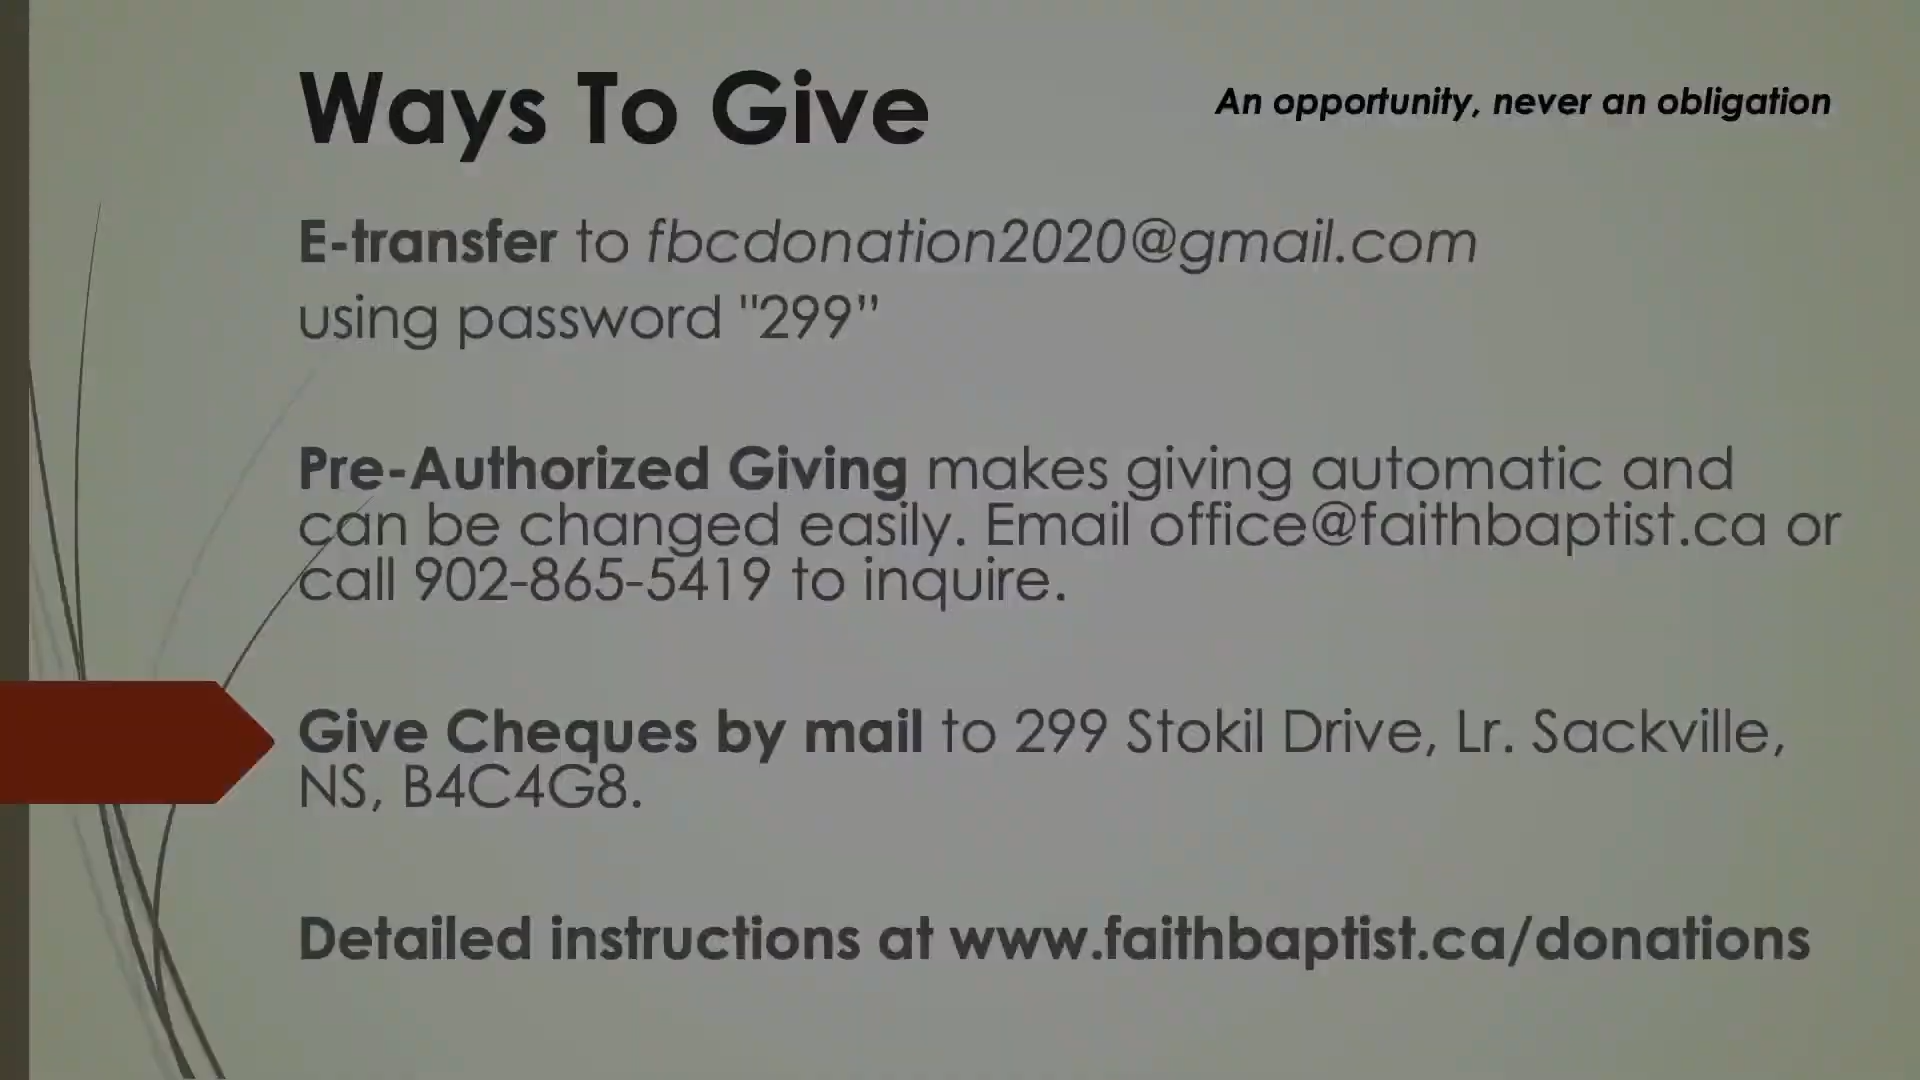 Ways To Give
An opportunity, never an obligation
E-transfer to fbcdonation2020@gmail.com
using password "299”
Pre-Authorized Giving makes giving automatic and
can be changed easily. Email office@faithbaptist.ca or
call 902-865-5419 to inquire.
Give Cheques by mail to 299 Stokil Drive, Lr. Sackville,
NS, B4C4G8.
Detailed instructions at www.faithbaptist.ca/donations